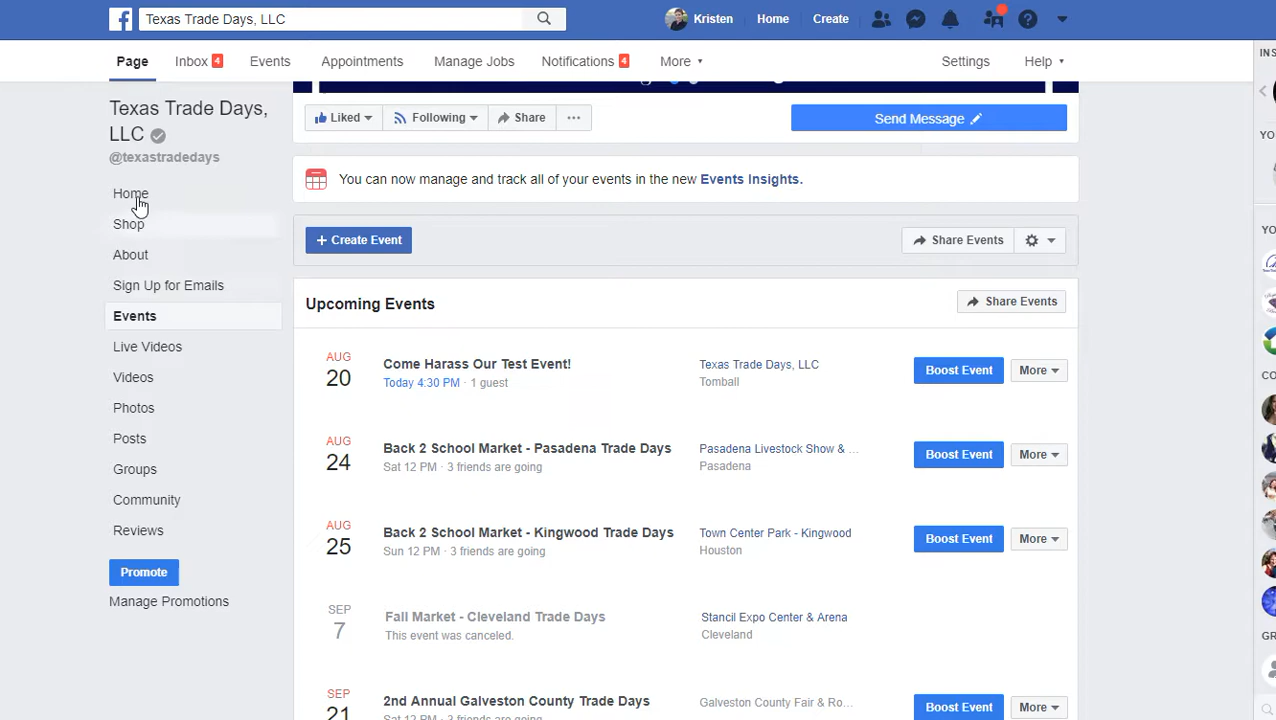 Texas Trade Days, LLC
Kristen
Home
Create
Page
Inbox 4
Events
Appointments
Manage Jobs
Notifications 4
More
Settings
Help
Texas Trade Days,
LLC
@texastradedays
Home
Shop
About
Sign Up for Emails
Events
Live Videos
Videos
Photos
Posts
Groups
Community
Reviews
Promote
Manage Promotions
Liked
Following
Share
Send Message
You can now manage and track all of your events in the new Events Insights.
+ Create Event
Share Events
Upcoming Events
Share Events
AUG
20
Come Harass Our Test Event!
Today 4:30 PM · 1 guest
Texas Trade Days, LLC
Tomball
Boost Event
More
AUG
24
Back 2 School Market - Pasadena Trade Days
Sat 12 PM · 3 friends are going
Pasadena Livestock Show & ...
Pasadena
Boost Event
More
AUG
25
Back 2 School Market - Kingwood Trade Days
Sun 12 PM · 3 friends are going
Town Center Park - Kingwood
Houston
Boost Event
More
SEP
7
Fall Market - Cleveland Trade Days
This event was canceled.
Stancil Expo Center & Arena
Cleveland
SEP
21
2nd Annual Galveston County Trade Days
Galveston County Fair & Ro...
Boost Event
More
INS
YO
YO
CO
GR